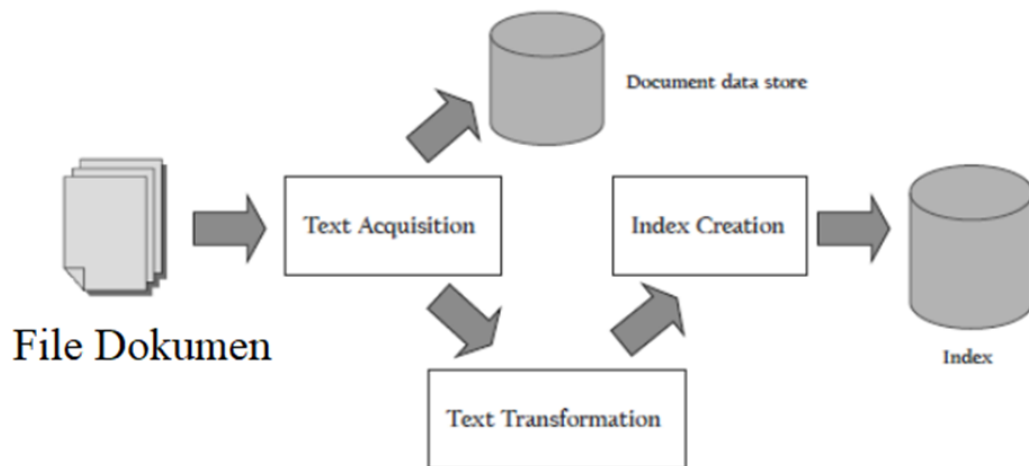 Document data store
Text Acquisition
Index Creation
File Dokumen
Index
Text Transformation